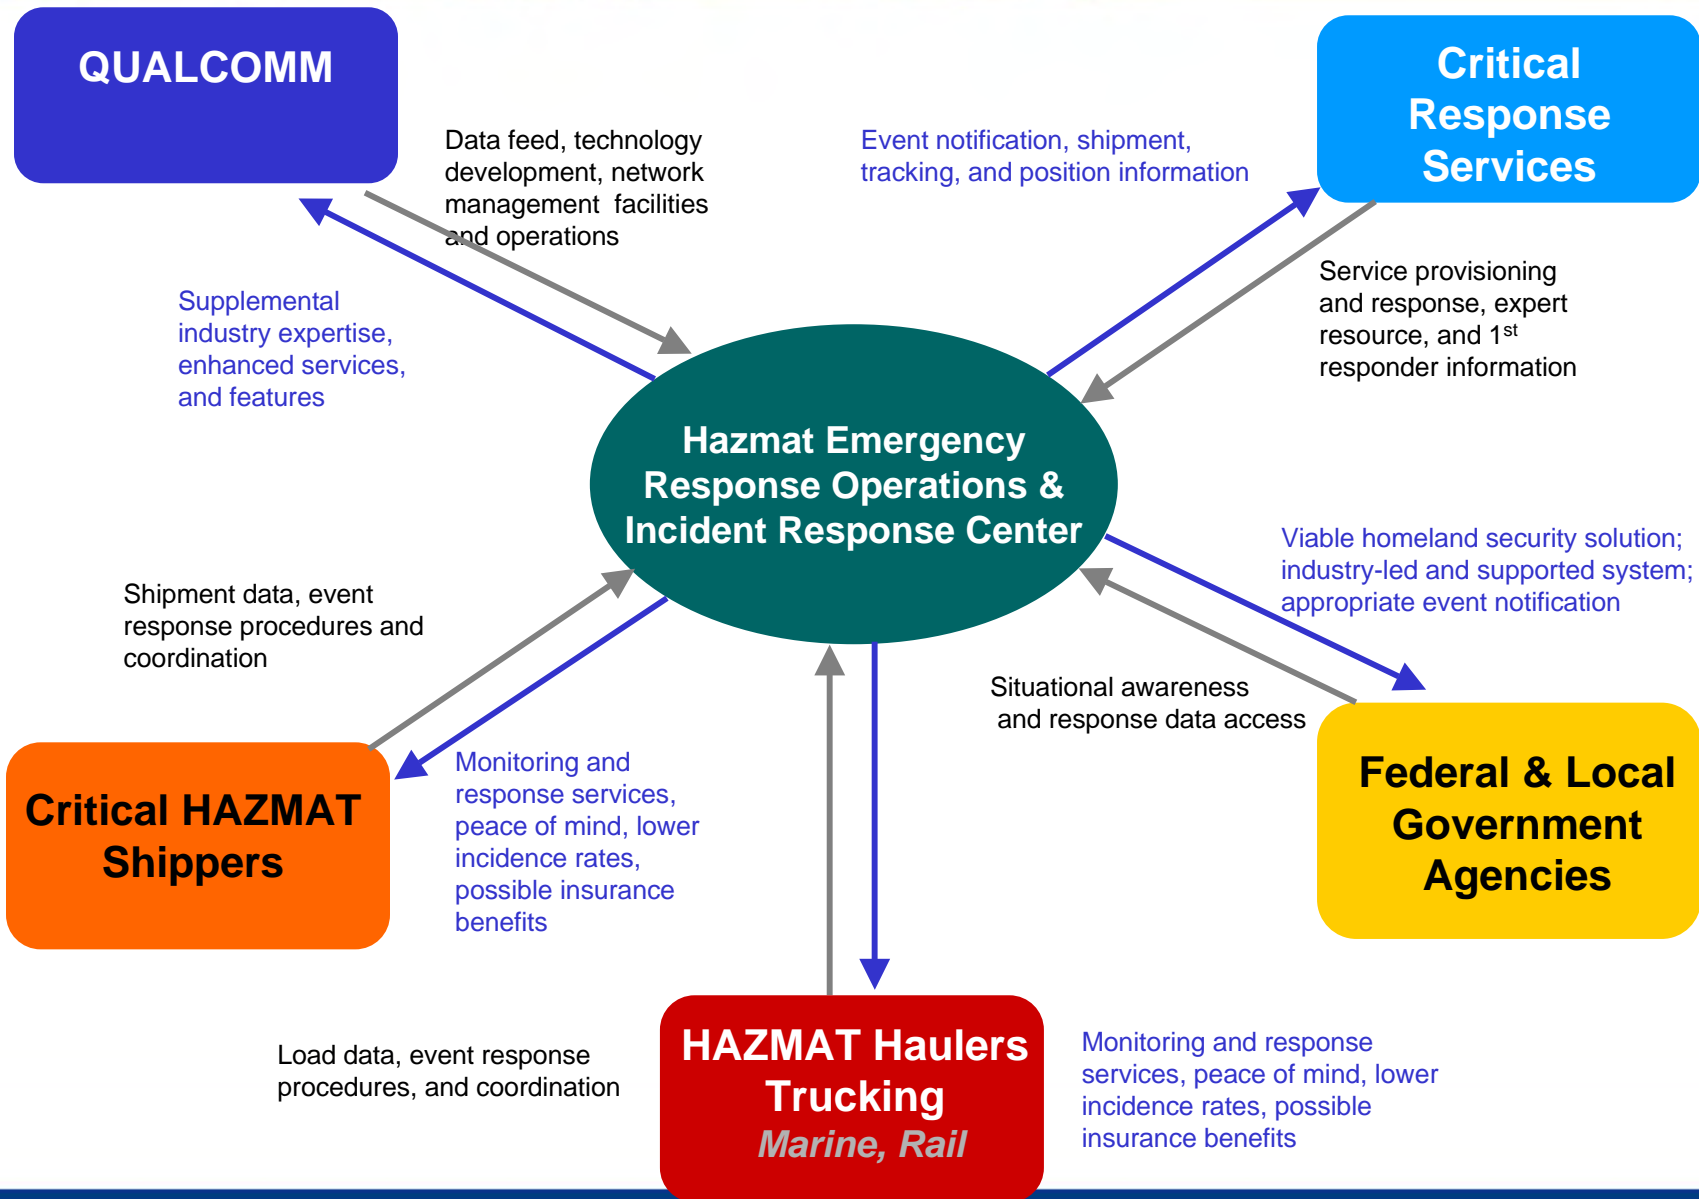 QUALCOMM
Critical
Response
Services
Data feed, technology
development, network
management facilities
and operations
Event notification, shipment,
tracking, and position information
Supplemental
industry expertise,
enhanced services,
and features
Service provisioning
and response, expert
resource, and 1st
responder information
Hazmat Emergency
Response Operations &
Incident Response Center
Viable homeland security solution;
industry-led and supported system;
appropriate event notification
Shipment data, event
response procedures and
coordination
Situational awareness
and response data access
Critical HAZMAT
Shippers
Monitoring and
response services,
peace of mind, lower
incidence rates,
possible insurance
benefits
Federal & Local
Government
Agencies
Load data, event response
procedures, and coordination
HAZMAT Haulers
Trucking
Marine, Rail
Monitoring and response
services, peace of mind, lower
incidence rates, possible
insurance benefits